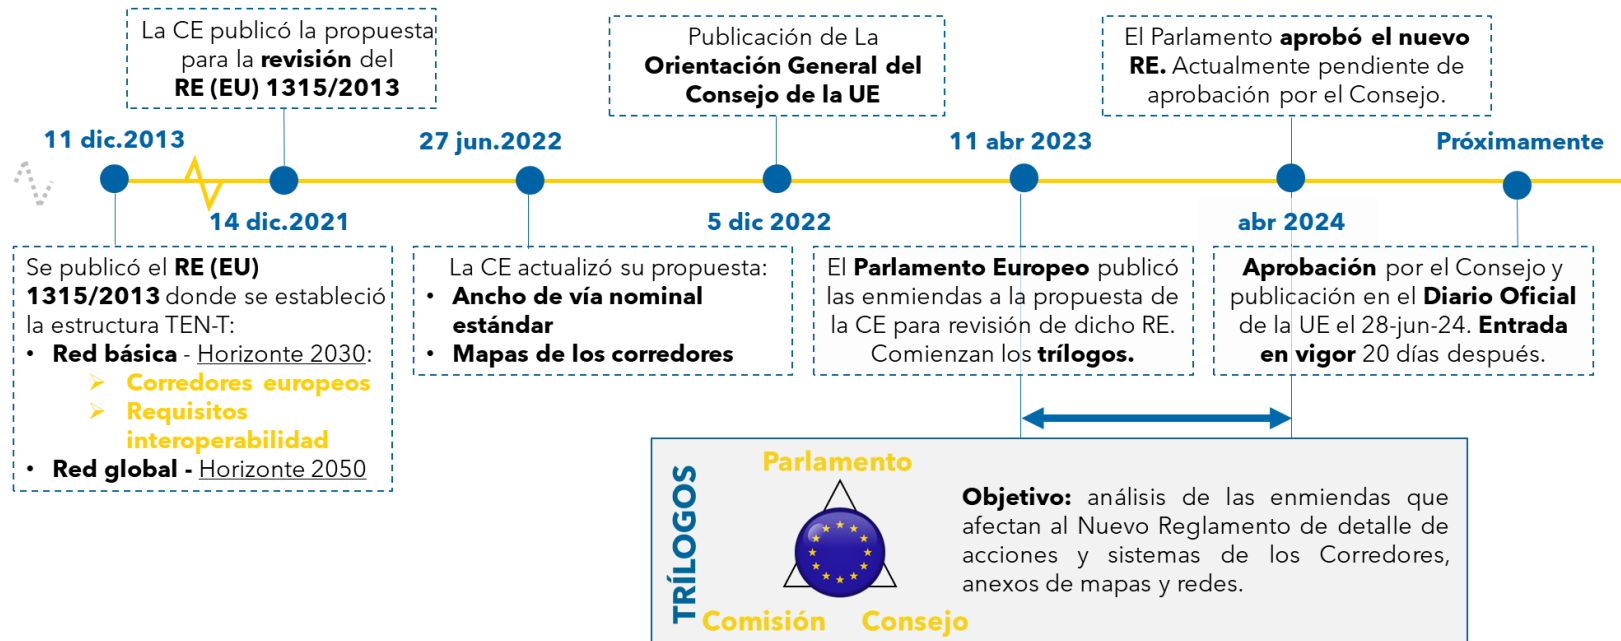 La CE publicó la propuesta
para la revisión del
RE (EU) 1315/2013
Publicación de La
Orientación General del
Consejo de la UE
El Parlamento aprobó el nuevo
RE. Actualmente pendiente de
aprobación por el Consejo.
11 dic.2013
27 jun.2022
11 abr 2023
Próximamente
14 dic.2021
5 dic 2022
abr 2024
Se publicó el RE (EU)
1315/2013 donde se estableció
la estructura TEN-T:
• Red básica - Horizonte 2030:
➢ Corredores europeos
➢ Requisitos
interoperabilidad
• Red global - Horizonte 2050
La CE actualizó su propuesta:
• Ancho de vía nominal
estándar
• Mapas de los corredores
El Parlamento Europeo publicó
las enmiendas a la propuesta de
la CE para revisión de dicho RE.
Comienzan los trílogos.
Aprobación por el Consejo y
publicación en el Diario Oficial
de la UE el 28-jun-24. Entrada
en vigor 20 días después.
TRÍLOGOS
Parlamento
Comisión
Consejo
Objetivo: análisis de las enmiendas que
afectan al Nuevo Reglamento de detalle de
acciones y sistemas de los Corredores,
anexos de mapas y redes.